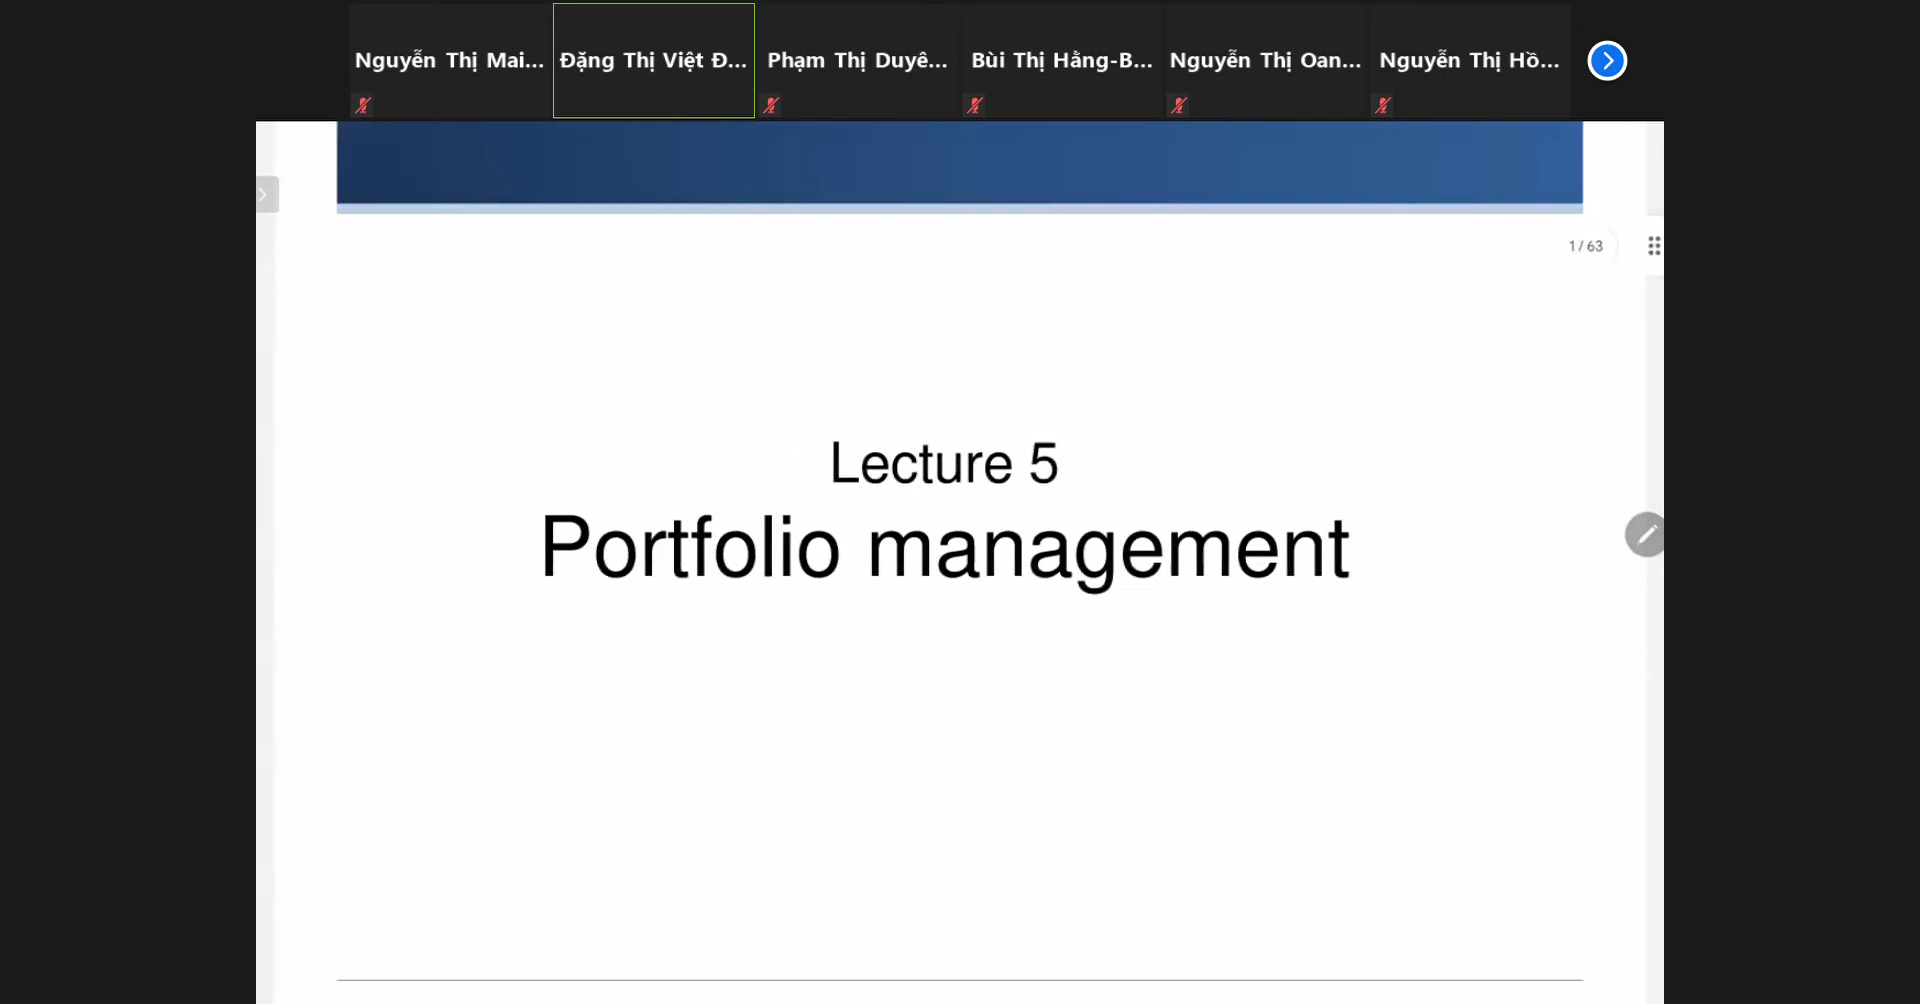 Nguyễn Thị Mai...
Đặng Thị Việt Đ...
Phạm Thị Duyê...
Bùi Thị Hằng-B...
Nguyễn Thị Oan...
Nguyễn Thị Hồ...
1 / 63
Lecture 5
Portfolio management